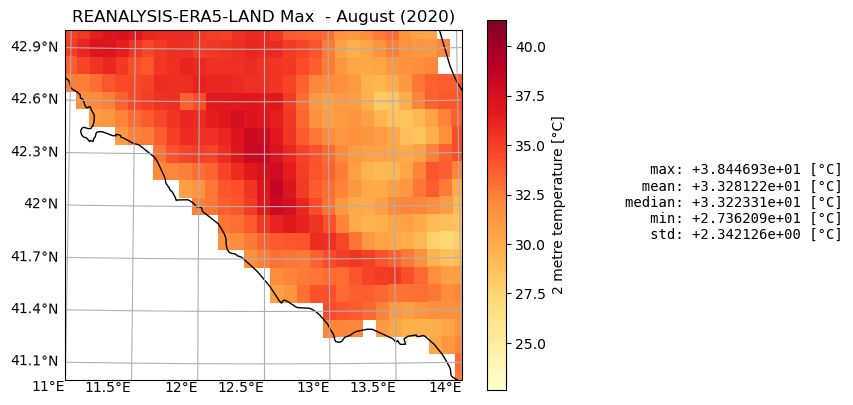 REANALYSIS-ERA5-LAND Max - August (2020)
42.9°N
42.6°N
42.3°N
42°N
41.7°N
41.4°N
41.1°N
11°E
11.5°E
12°E
12.5°E
13°E
13.5°E
14°E
40.0
37.5
35.0
32.5
30.0
27.5
25.0
2 metre temperature [°C]
max: +3.844693e+01 [°C]
mean: +3.328122e+01 [°C]
median: +3.322331e+01 [°C]
min: +2.736209e+01 [°C]
std: +2.342126e+00 [°C]